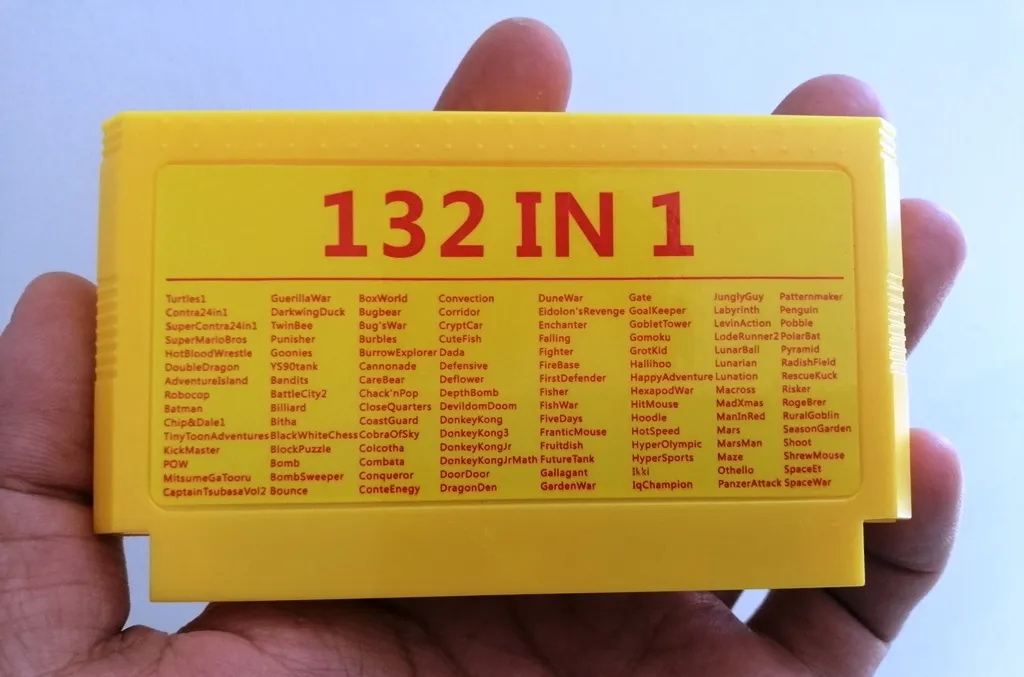 132 IN 1
Turtles1 GuerillaWar BoxWorld Convection DuneWar Gate JunglyGuy Patternmaker
Contra24in1 DarkwingDuck Bugbear Corridor Eidolon'sRevenge GoalKeeper Labyrinth Penguin
SuperContra24in1 TwinBee Bug'sWar CryptCar Enchanter GobletTower LevinAction Pobble
SuperMarioBros Punisher Burbles CuteFish Falling Gomoku LodeRunner2 PolarBat
HotBloodWrestle Goonies BurrowExplorer Dada Fighter GrotKid LunarBall Pyramid
DoubleDragon YS90tank Cannonade Defensive FireBase Hallihoo Lunarian RadishField
AdventureIsland Bandits CareBear Deflower FirstDefender HappyAdventure Lunation RescueKuck
Robocop BattleCity2 Chack'nPop DepthBomb Fisher HexapodWar Macross Risker
Batman Billiard CloseQuarters DevildomDoom FishWar HitMouse MadXmas RogeBrer
Chip&Dale1 Bitha CoastGuard DonkeyKong FiveDays Hoodle ManInRed RuralGoblin
TinyToonAdventures BlackWhiteChess CobraOfSky DonkeyKong3 FranticMouse HotSpeed Mars SeasonGarden
KickMaster BlockPuzzle Colcotha DonkeyKongJr Fruitdish HyperOlympic MarsMan Shoot
POW Bomb Combata DonkeyKongJrMath FutureTank HyperSports Maze ShrewMouse
MitsumeGaTooru BombSweeper Conqueror DoorDoor Gallagant Ikki Othello SpaceEt
CaptainTsubasaVol2 Bounce ConteEnegy DragonDen GardenWar IqChampion PanzerAttack SpaceWar